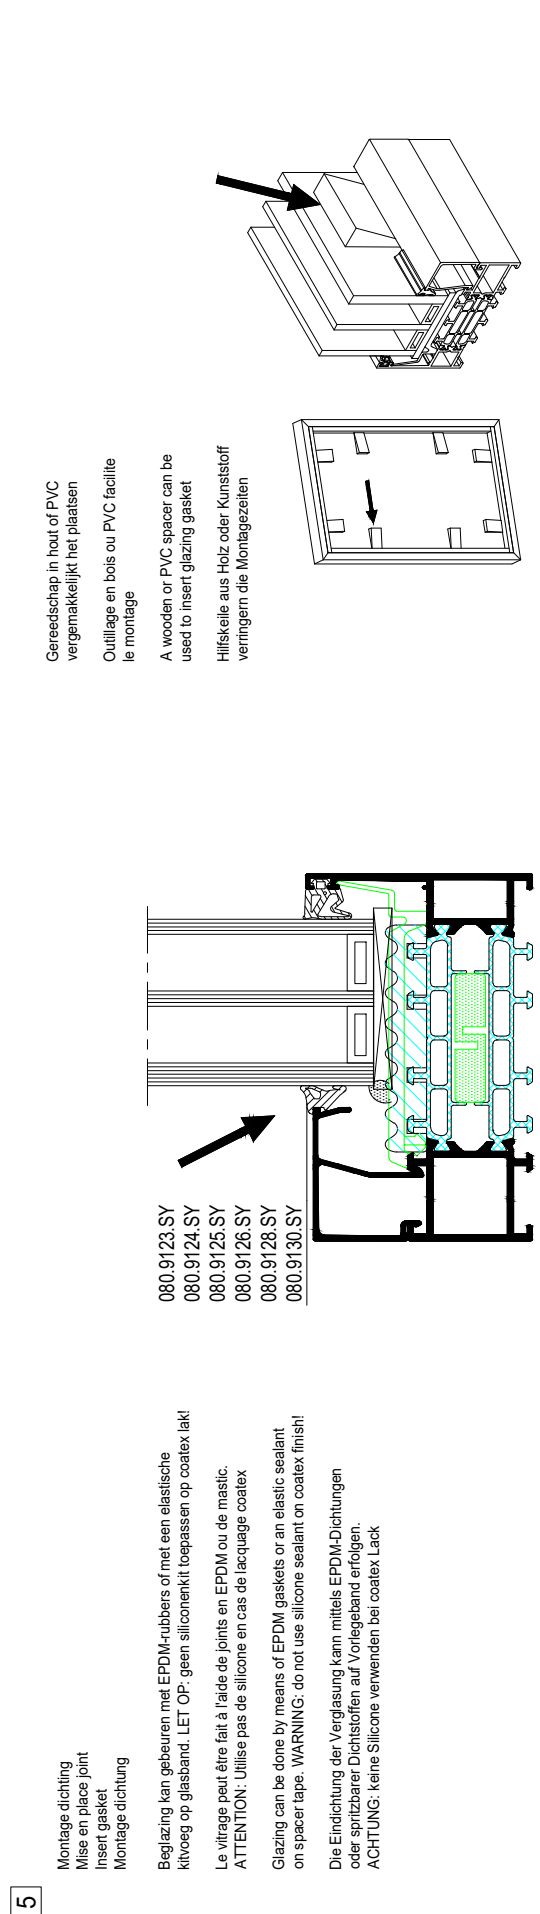 5
Montage dichting
Mise en place joint
Insert gasket
Montage dichtung
Beglazing kan gebeuren met EPDM-rubbers of met een elastische
kitvoeg op glasband. LET OP: geen siliconenkit toepassen op coatex lak!
Le vitrage peut être fait à l'aide de joints en EPDM ou de mastic.
ATTENTION: Utilise pas de silicone en cas de lacquage coatex
Glazing can be done by means of EPDM gaskets or an elastic sealant
on spacer tape. WARNING: do not use silicone sealant on coatex finish!
Die Eindichtung der Verglasung kann mittels EPDM-Dichtungen
oder spritzbarer Dichtstoffen auf Vorlegeband erfolgen.
ACHTUNG: keine Silicone verwenden bei coatex Lack
080.9123.SY
080.9124.SY
080.9125.SY
080.9126.SY
080.9128.SY
080.9130.SY
Gereedschap in hout of PVC
vergemakkelijkt het plaatsen
Outillage en bois ou PVC facilite
le montage
A wooden or PVC spacer can be
used to insert glazing gasket
Hilfskeile aus Holz oder Kunststoff
verringern die Montagezeiten